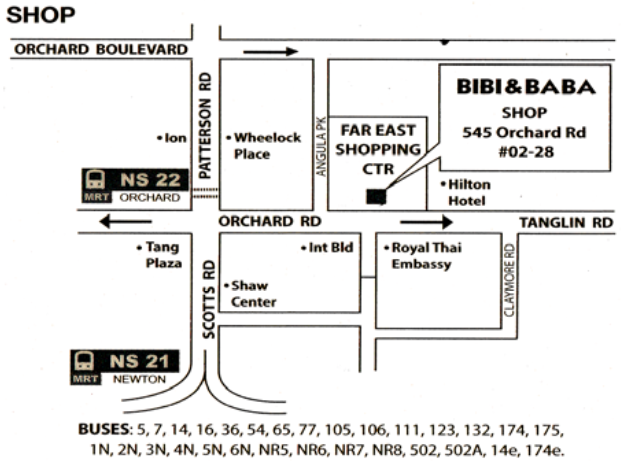 SHOP
ORCHARD BOULEVARD
PATTERSON RD
ANGULA PK
BIBI&BABA
SHOP
545 Orchard Rd
#02-28
FAR EAST
SHOPPING
CTR
• Ion
• Wheelock
Place
MRT
NS 22
ORCHARD
• Hilton
Hotel
ORCHARD RD
TANGLIN RD
• Tang
Plaza
SCOTTS RD
• Int Bld
• Royal Thai
Embassy
CLAYMORE RD
• Shaw
Center
MRT
NS 21
NEWTON
BUSES: 5, 7, 14, 16, 36, 54, 65, 77, 105, 106, 111, 123, 132, 174, 175,
1N, 2N, 3N, 4N, 5N, 6N, NR5, NR6, NR7, NR8, 502, 502A, 14e, 174e.